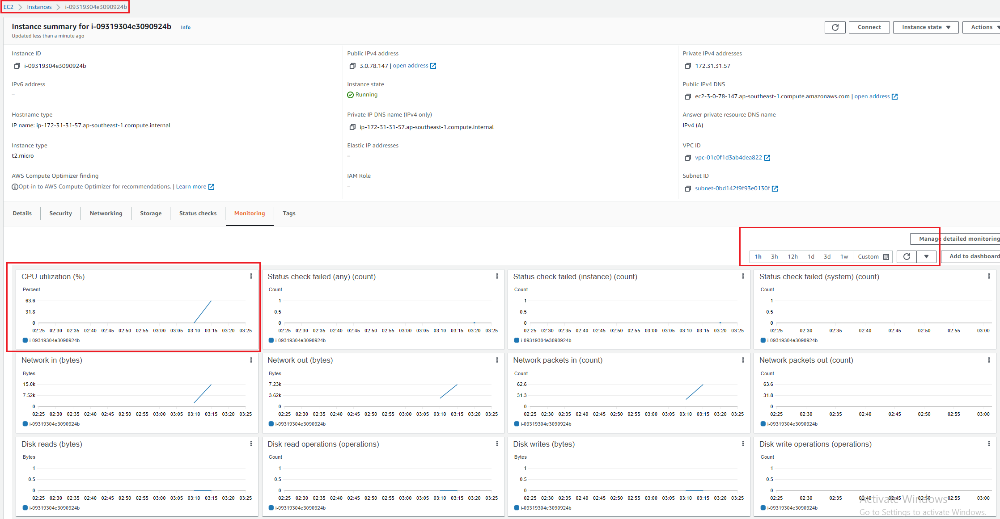 EC2 > Instances > i-09319304e3090924b
Instance summary for i-09319304e3090924b Info
Updated less than a minute ago
Connect
Instance state
Actions
Instance ID
i-09319304e3090924b
Public IPv4 address
3.0.78.147 | open address
Private IPv4 addresses
172.31.31.57
IPv6 address
–
Instance state
Running
Public IPv4 DNS
ec2-3-0-78-147.ap-southeast-1.compute.amazonaws.com | open address
Hostname type
IP name: ip-172-31-31-57.ap-southeast-1.compute.internal
Private IP DNS name (IPv4 only)
ip-172-31-31-57.ap-southeast-1.compute.internal
Answer private resource DNS name
IPv4 (A)
Instance type
t2.micro
Elastic IP addresses
–
VPC ID
vpc-01c0f1d3ab4dea822
AWS Compute Optimizer finding
Opt-in to AWS Compute Optimizer for recommendations. | Learn more
IAM Role
–
Subnet ID
subnet-0bd142f9f93e0130f
Details Security Networking Storage Status checks Monitoring Tags
Manage detailed monitoring
1h 3h 12h 1d 3d 1w Custom
Add to dashboard
CPU utilization (%)
Percent
63.6
31.8
0
02:25 02:30 02:35 02:40 02:45 02:50 02:55 03:00 03:05 03:10 03:15 03:20 03:25
i-09319304e3090924b
Status check failed (any) (count)
Count
1
0.5
0
02:25 02:30 02:35 02:40 02:45 02:50 02:55 03:00 03:05 03:10 03:15 03:20 03:25
i-09319304e3090924b
Status check failed (instance) (count)
Count
1
0.5
0
02:25 02:30 02:35 02:40 02:45 02:50 02:55 03:00 03:05 03:10 03:15 03:20 03:25
i-09319304e3090924b
Status check failed (system) (count)
Count
1
0.5
0
02:25 02:30 02:35 02:40 02:45 02:50 02:55 03:00
i-09319304e3090924b
Network in (bytes)
Bytes
15.0k
7.52k
0
02:25 02:30 02:35 02:40 02:45 02:50 02:55 03:00 03:05 03:10 03:15 03:20 03:25
i-09319304e3090924b
Network out (bytes)
Bytes
7.23k
3.62k
0
02:25 02:30 02:35 02:40 02:45 02:50 02:55 03:00 03:05 03:10 03:15 03:20 03:25
i-09319304e3090924b
Network packets in (count)
Count
62.6
31.3
0
02:25 02:30 02:35 02:40 02:45 02:50 02:55 03:00 03:05 03:10 03:15 03:20 03:25
i-09319304e3090924b
Network packets out (count)
Count
63.6
31.8
0
02:25 02:30 02:35 02:40 02:45 02:50 02:55 03:00
i-09319304e3090924b
Disk reads (bytes)
Bytes
1
0.5
0
02:25 02:30 02:35 02:40 02:45 02:50 02:55 03:00 03:05 03:10 03:15 03:20 03:25
i-09319304e3090924b
Disk read operations (operations)
Count
1
0.5
0
02:25 02:30 02:35 02:40 02:45 02:50 02:55 03:00 03:05 03:10 03:15 03:20 03:25
i-09319304e3090924b
Disk writes (bytes)
Bytes
1
0.5
0
02:25 02:30 02:35 02:40 02:45 02:50 02:55 03:00 03:05 03:10 03:15 03:20 03:25
i-09319304e3090924b
Disk write operations (operations)
Count
1
0.5
0
02:25 02:30 02:35 02:40 02:45 02:50 02:55 03:00
i-09319304e3090924b
Activate Windows
Go to Settings to activate Windows.